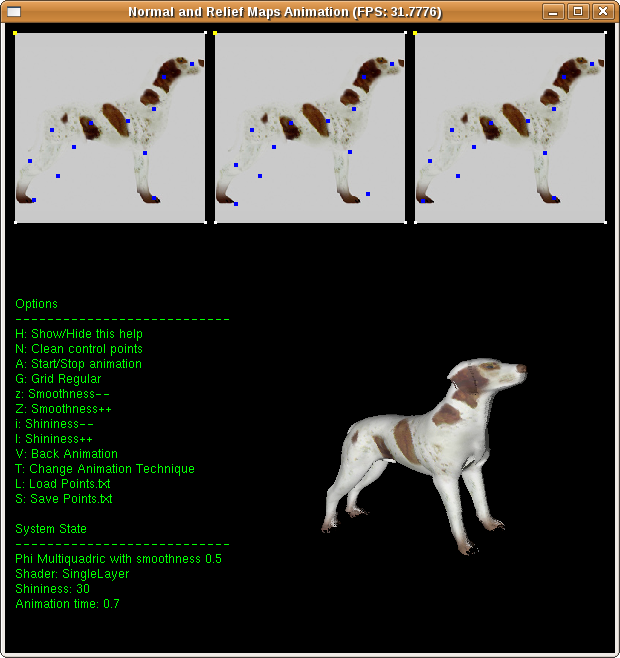 Normal and Relief Maps Animation (FPS: 31.7776)
Options
---------------------------
H: Show/Hide this help
N: Clean control points
A: Start/Stop animation
G: Grid Regular
z: Smoothness--
Z: Smoothness++
i: Shininess--
I: Shininess++
V: Back Animation
T: Change Animation Technique
L: Load Points.txt
S: Save Points.txt
System State
---------------------------
Phi Multiquadric with smoothness 0.5
Shader: SingleLayer
Shininess: 30
Animation time: 0.7